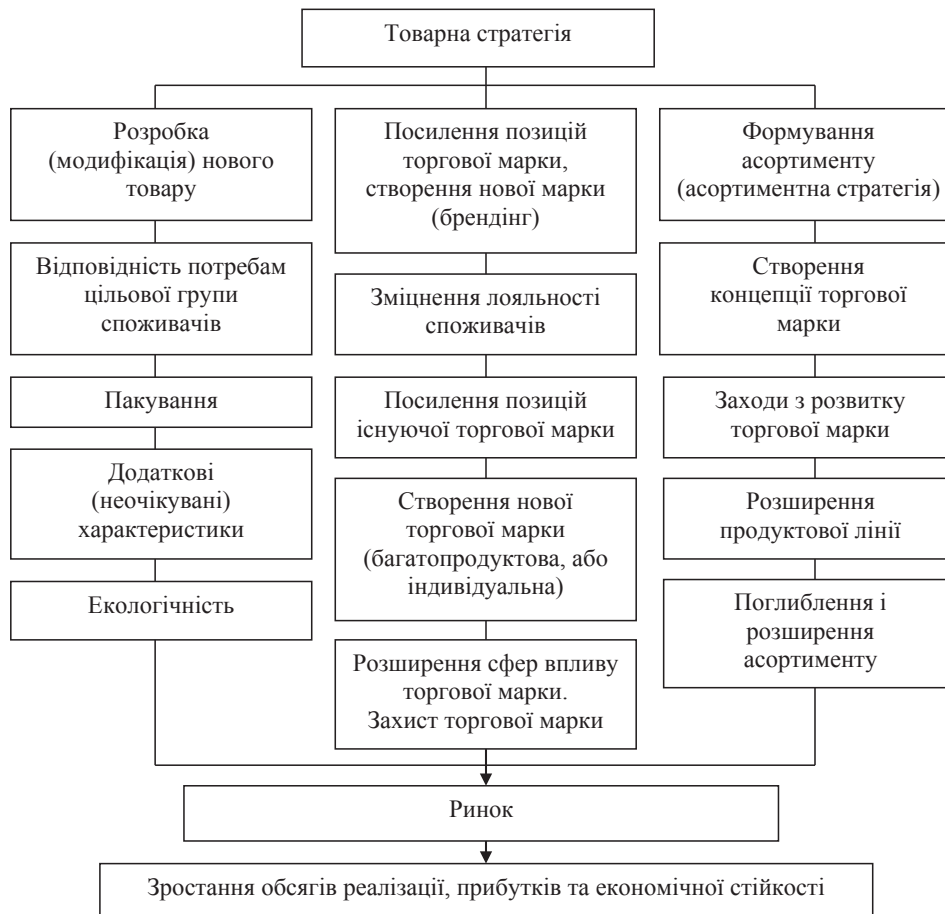 Товарна стратегія
Розробка
(модифікація) нового
товару
Відповідність потребам
цільової групи
споживачів
Пакування
Додаткові
(неочікувані)
характеристики
Екологічність
Посилення позицій
торгової марки,
створення нової марки
(брендінг)
Зміцнення лояльності
споживачів
Посилення позицій
існуючої торгової марки
Створення нової
торгової марки
(багатопродуктова, або
індивідуальна)
Розширення сфер впливу
торгової марки.
Захист торгової марки
Формування
асортименту
(асортиментна стратегія)
Створення
концепції торгової
марки
Заходи з розвитку
торгової марки
Розширення
продуктової лінії
Поглиблення і
розширення
асортименту
Ринок
Зростання обсягів реалізації, прибутків та економічної стійкості